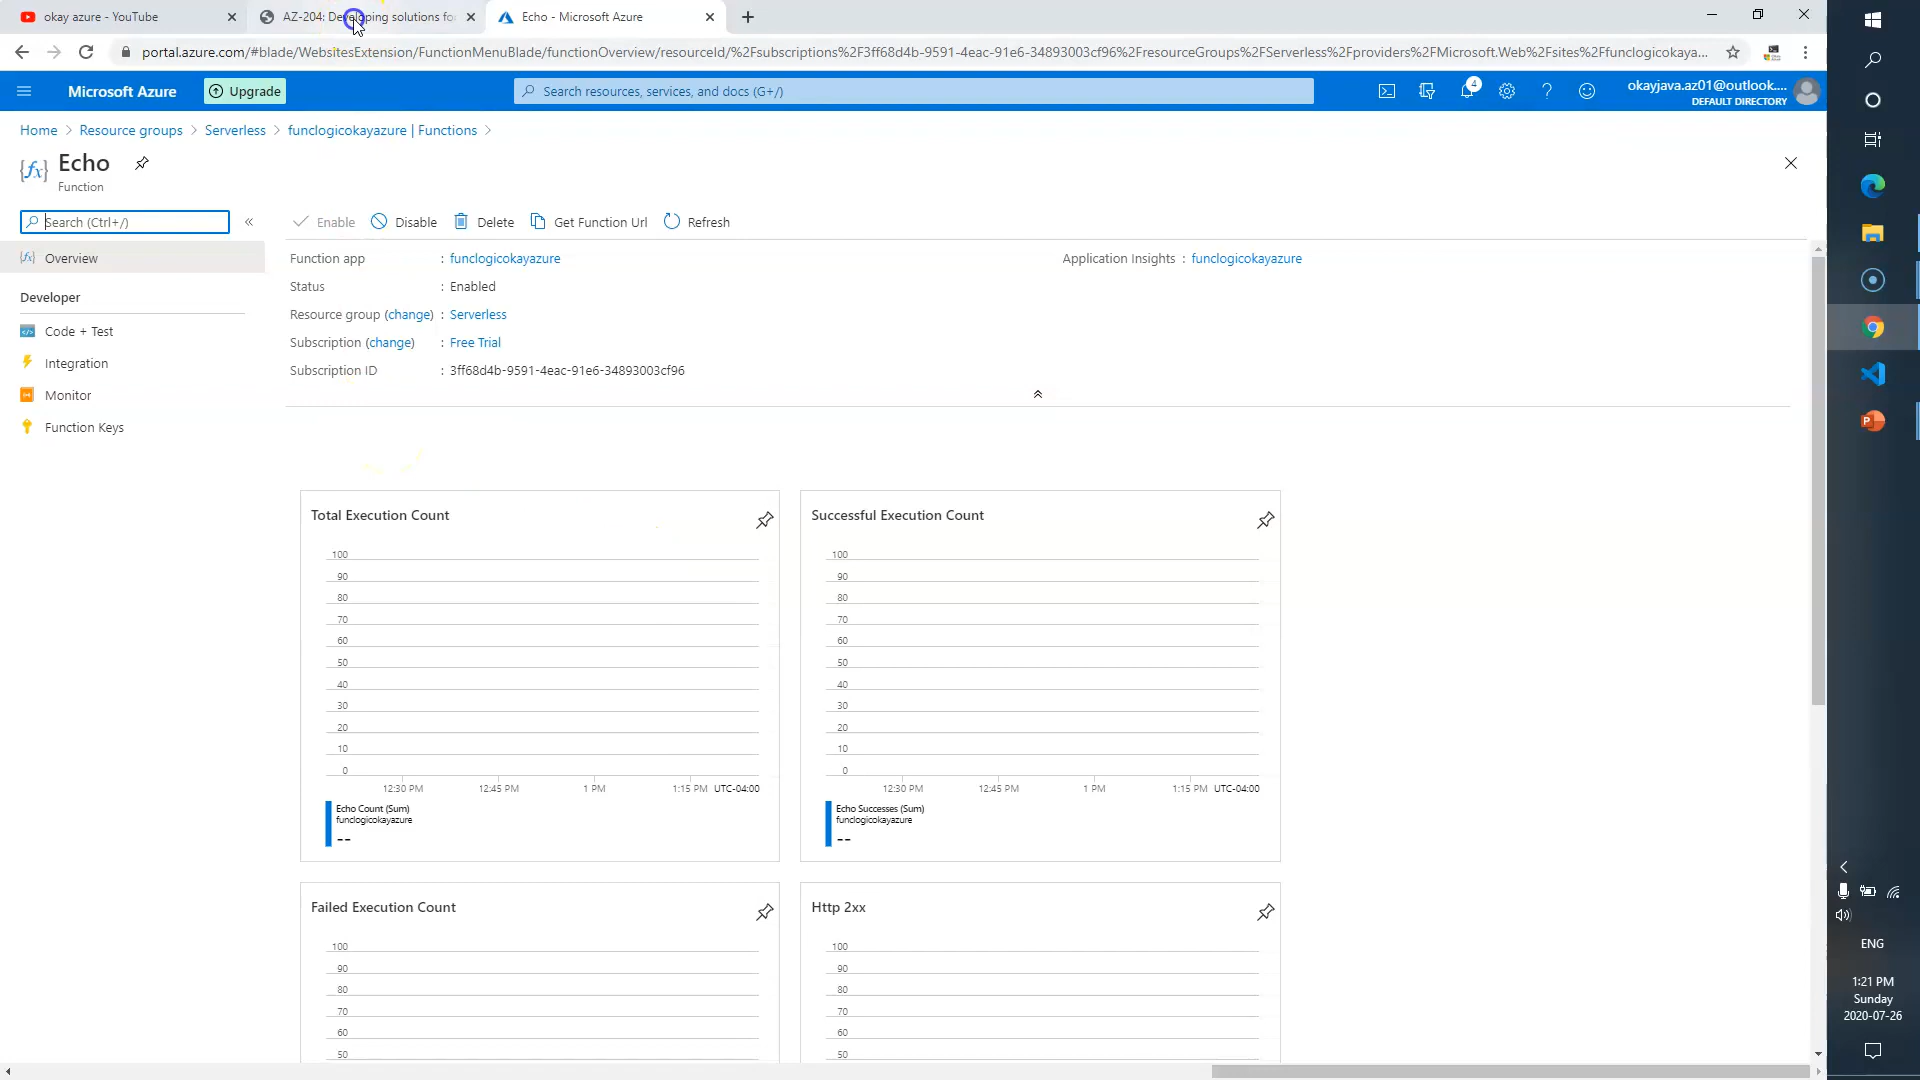 okay azure - YouTube
AZ-204: Developing solutions fo
Echo - Microsoft Azure
portal.azure.com/#blade/WebsitesExtension/FunctionMenuBlade/functionOverview/resourceId/%2Fsubscriptions%2F3ff68d4b-9591-4eac-91e6-34893003cf96%2FresourceGroups%2FServerless%2Fproviders%2FMicrosoft.Web%2Fsites%2Ffunclogicokaya...
Microsoft Azure
Upgrade
Search resources, services, and docs (G+/)
4
okayjava.az01@outlook....
DEFAULT DIRECTORY
Home > Resource groups > Serverless > funclogicokayazure | Functions >
Echo
Function
Search (Ctrl+/)
Enable
Disable
Delete
Get Function Url
Refresh
Overview
Developer
Code + Test
Integration
Monitor
Function Keys
Function app : funclogicokayazure
Application Insights : funclogicokayazure
Status : Enabled
Resource group (change) : Serverless
Subscription (change) : Free Trial
Subscription ID : 3ff68d4b-9591-4eac-91e6-34893003cf96
Total Execution Count
100
90
80
70
60
50
40
30
20
10
0
12:30 PM 12:45 PM 1 PM 1:15 PM UTC-04:00
Echo Count (Sum)
funclogicokayazure
--
Successful Execution Count
100
90
80
70
60
50
40
30
20
10
0
12:30 PM 12:45 PM 1 PM 1:15 PM UTC-04:00
Echo Successes (Sum)
funclogicokayazure
--
Failed Execution Count
100
90
80
70
60
50
Http 2xx
100
90
80
70
60
50
ENG
1:21 PM
Sunday
2020-07-26